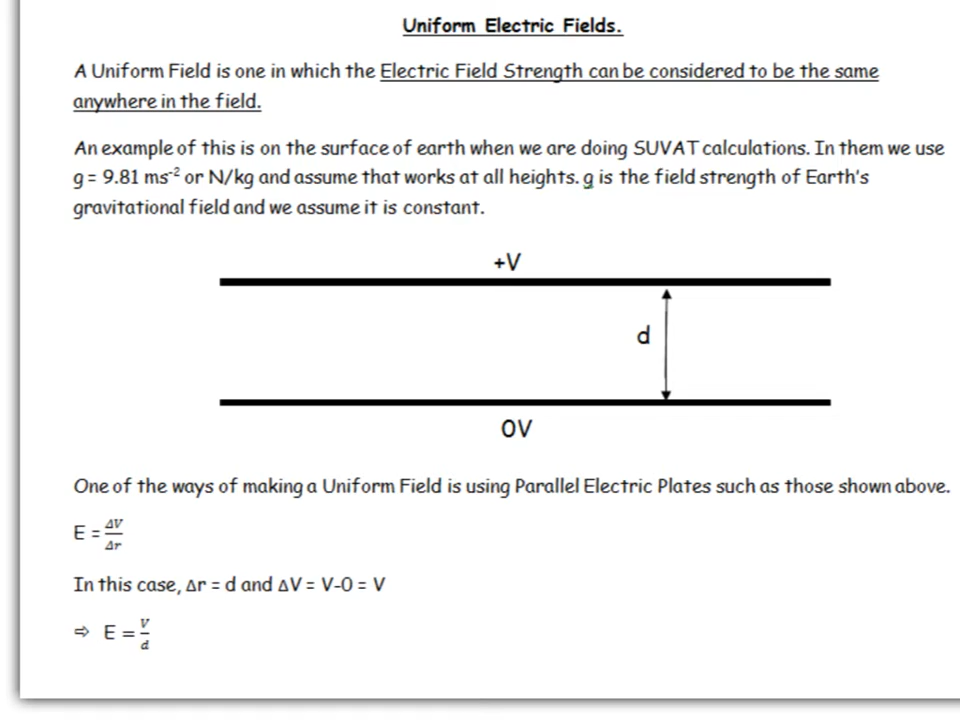 Uniform Electric Fields.
A Uniform Field is one in which the Electric Field Strength can be considered to be the same
anywhere in the field.
An example of this is on the surface of earth when we are doing SUVAT calculations. In them we use
g = 9.81 ms⁻² or N/kg and assume that works at all heights. g is the field strength of Earth's
gravitational field and we assume it is constant.
+V
d
0V
One of the ways of making a Uniform Field is using Parallel Electric Plates such as those shown above.
E = ΔV/Δr
In this case, Δr = d and ΔV = V-0 = V
⇨ E = V/d